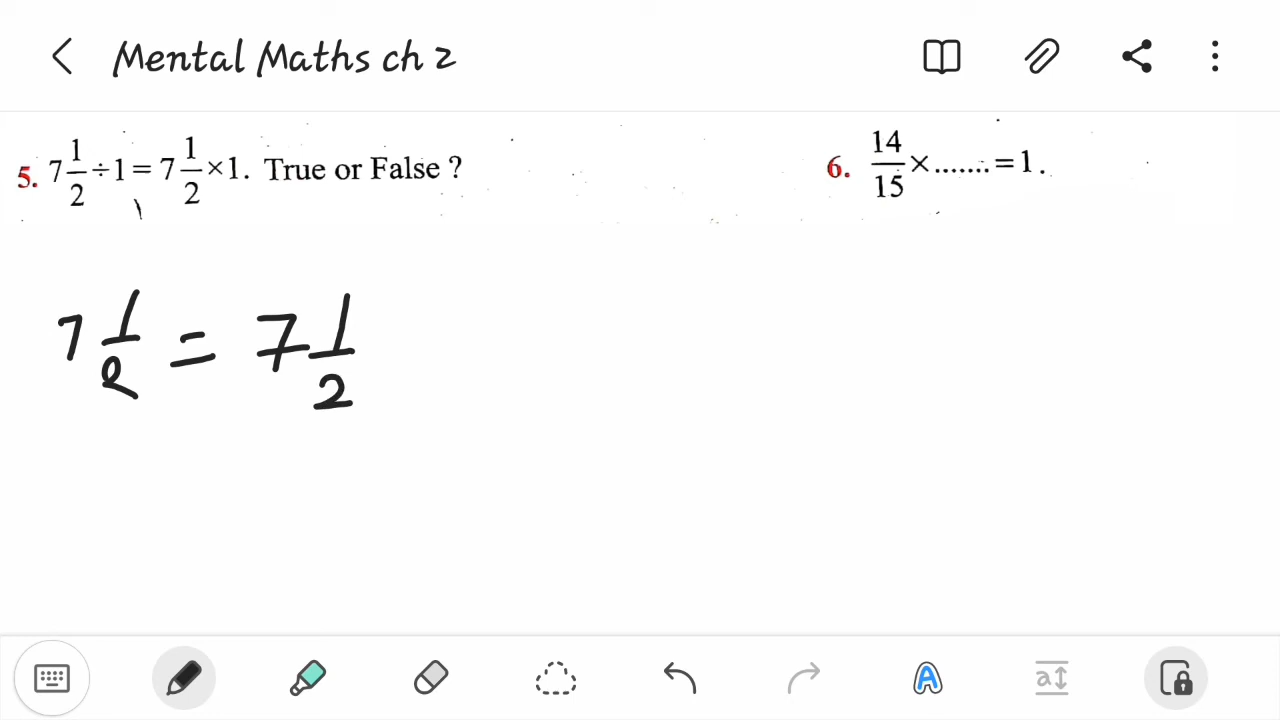 Mental Maths ch 2
5. 7 1/2 ÷ 1 = 7 1/2 × 1. True or False ?
6. 14/15 × ....... = 1.
7 1/2 = 7 1/2